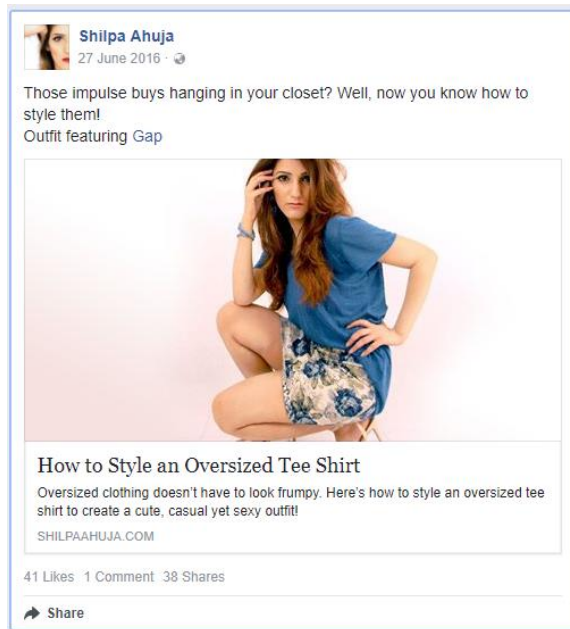 Shilpa Ahuja
27 June 2016 ·
Those impulse buys hanging in your closet? Well, now you know how to
style them!
Outfit featuring Gap
How to Style an Oversized Tee Shirt
Oversized clothing doesn't have to look frumpy. Here's how to style an oversized tee
shirt to create a cute, casual yet sexy outfit!
SHILPAAHUJA.COM
41 Likes 1 Comment 38 Shares
Share